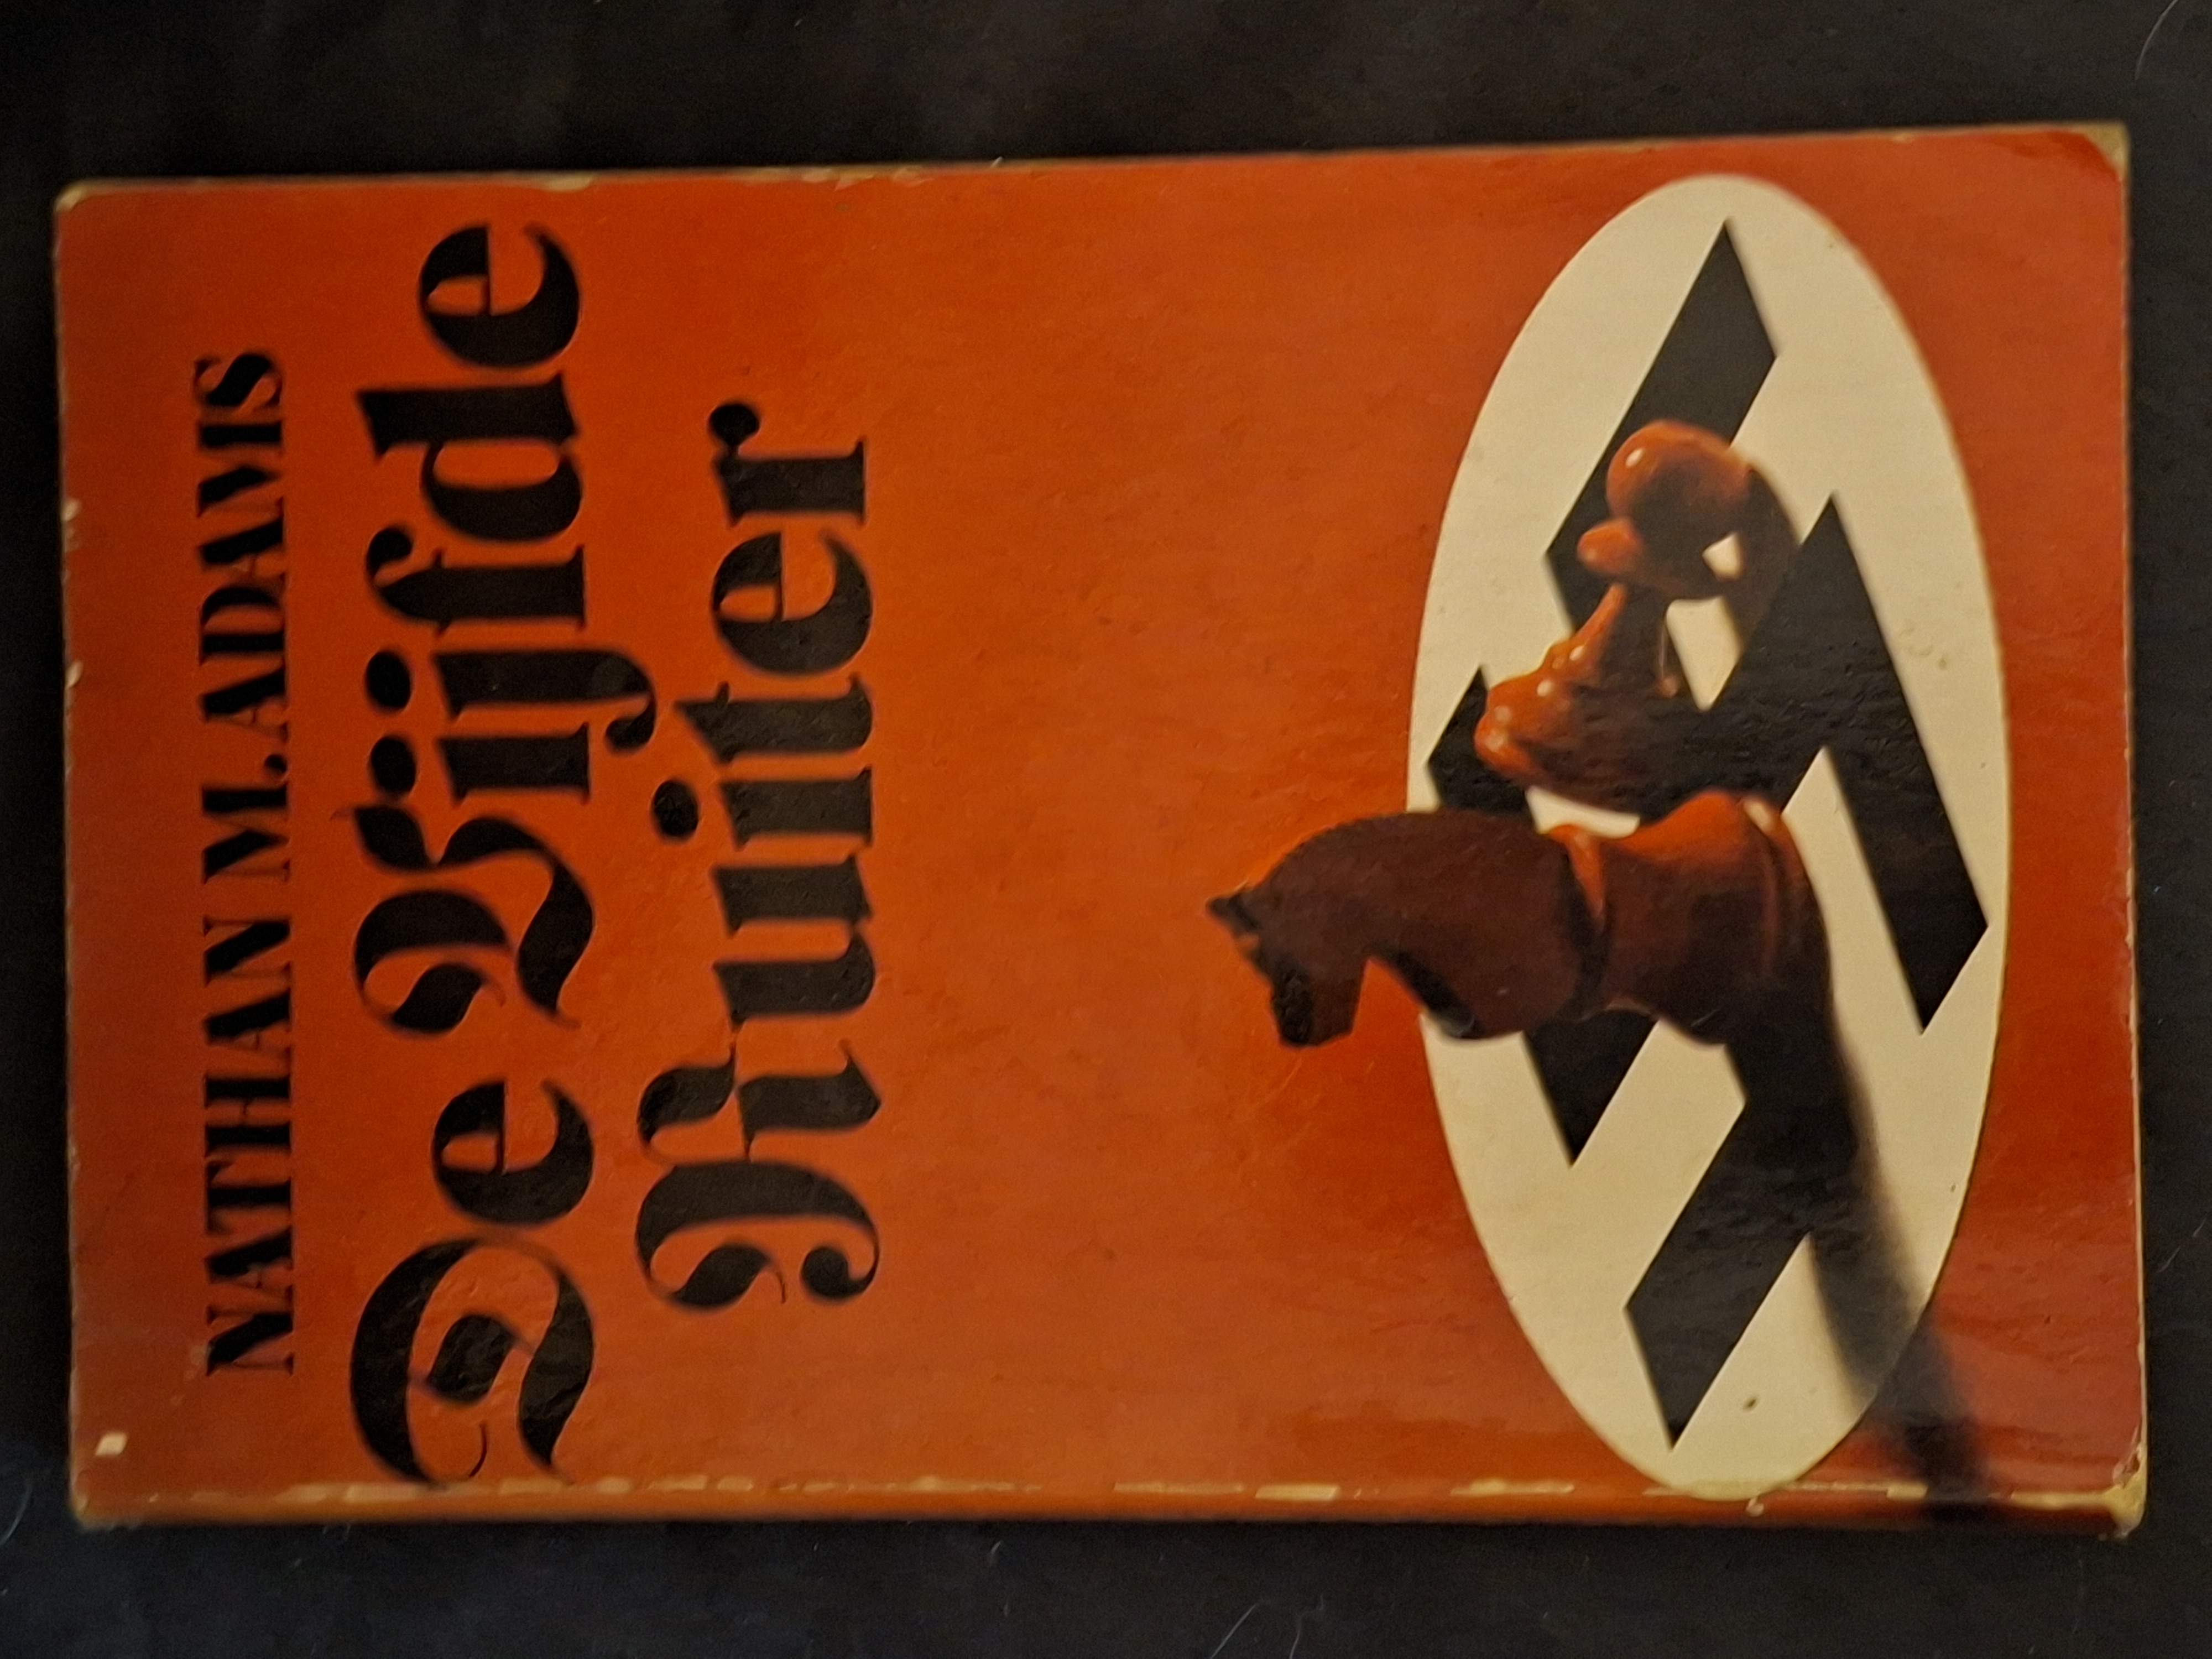 NATHAN M. ADAMS
De Vijfde
Ruiter